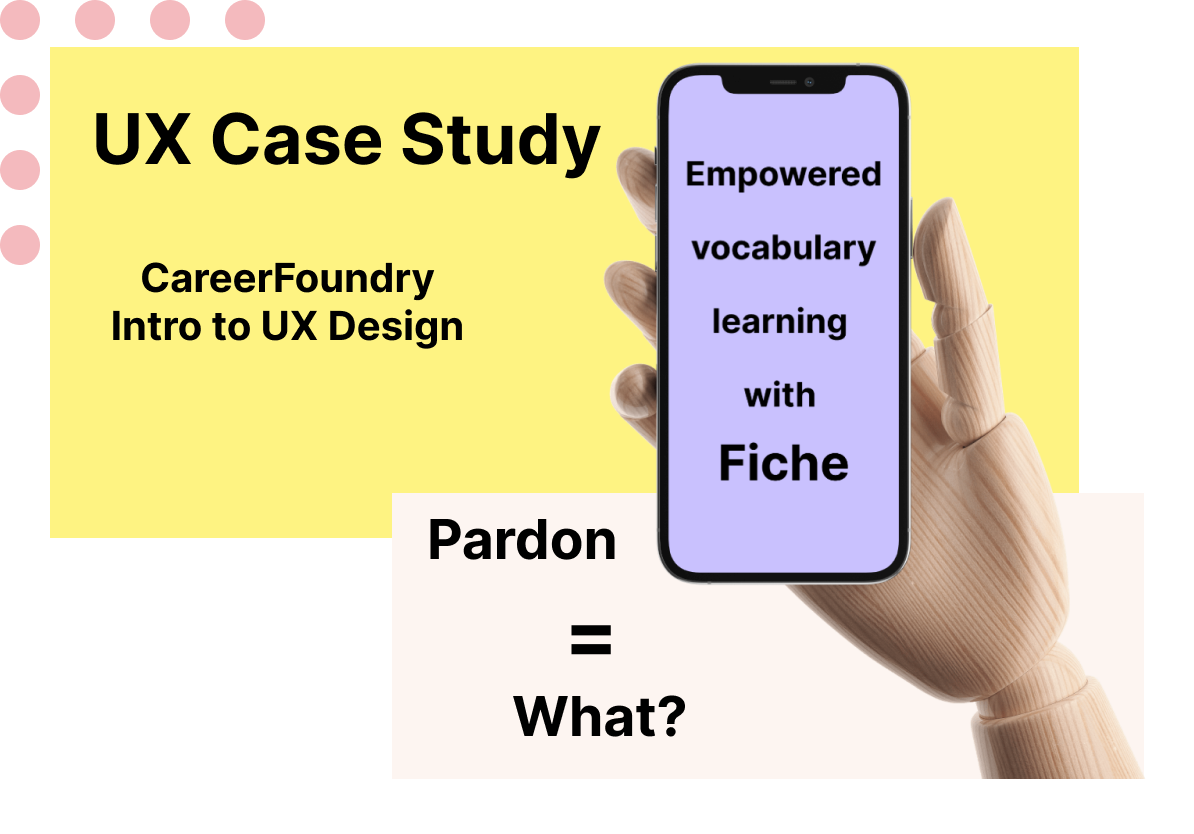 UX Case Study
CareerFoundry
Intro to UX Design
Empowered
vocabulary
learning
with
Fiche
Pardon
=
What?